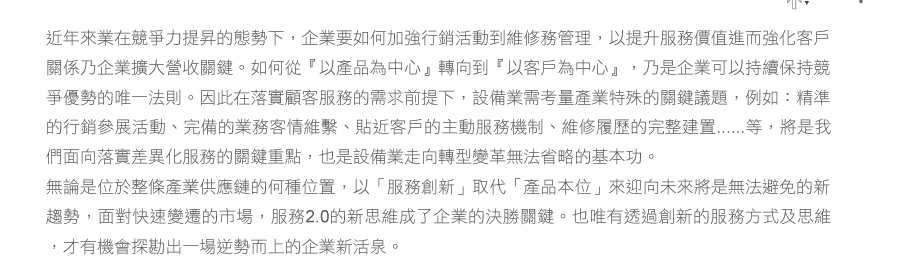 近年來業在競爭力提昇的態勢下，企業要如何加強行銷活動到維修務管理，以提升服務價值進而強化客戶
關係乃企業擴大營收關鍵。如何從『以產品為中心』轉向到『以客戶為中心』，乃是企業可以持續保持競
爭優勢的唯一法則。因此在落實顧客服務的需求前提下，設備業需考量產業特殊的關鍵議題，例如：精準
的行銷參展活動、完備的業務客情維繫、貼近客戶的主動服務機制、維修履歷的完整建置......等，將是我
們面向落實差異化服務的關鍵重點，也是設備業走向轉型變革無法省略的基本功。
無論是位於整條產業供應鏈的何種位置，以「服務創新」取代「產品本位」來迎向未來將是無法避免的新
趨勢，面對快速變遷的市場，服務2.0的新思維成了企業的決勝關鍵。也唯有透過創新的服務方式及思維
，才有機會探勘出一場逆勢而上的企業新活泉。